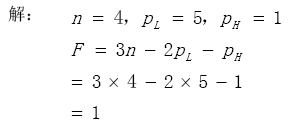 解： n = 4，p_L = 5，p_H = 1
F = 3n − 2p_L − p_H
= 3 × 4 − 2 × 5 − 1
= 1